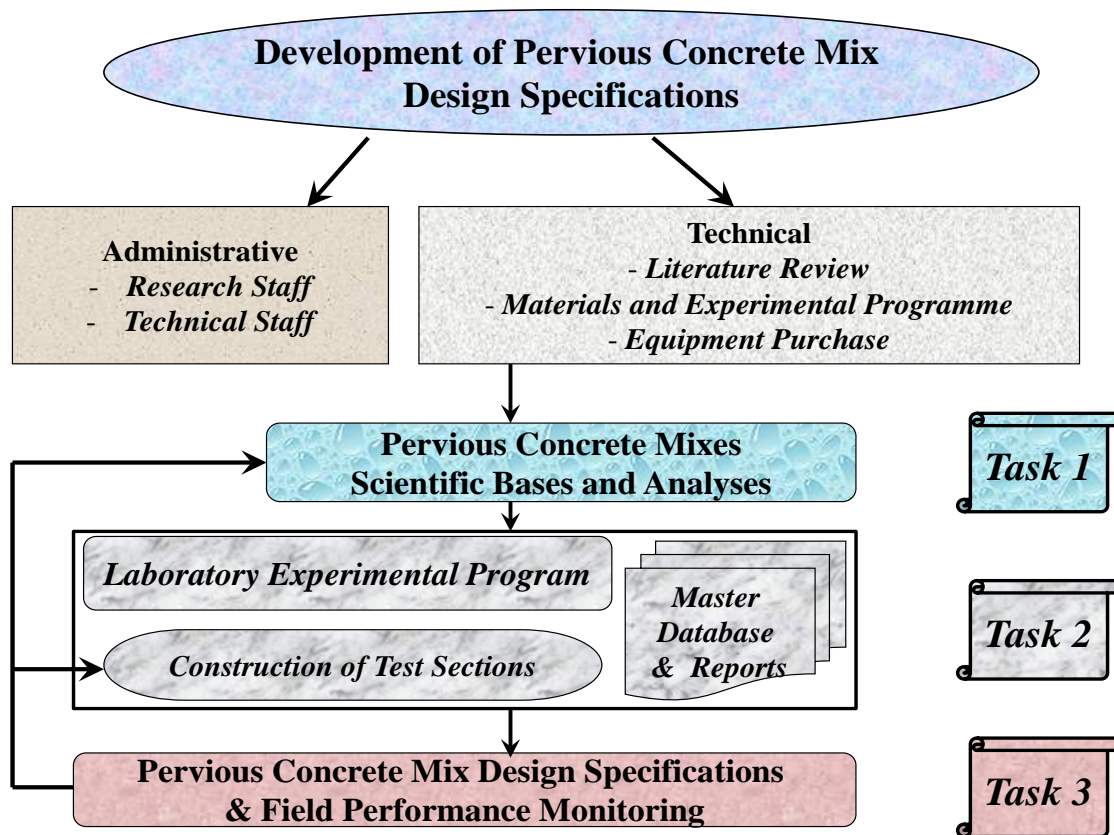 Development of Pervious Concrete Mix
Design Specifications
Administrative
- Research Staff
- Technical Staff
Technical
- Literature Review
- Materials and Experimental Programme
- Equipment Purchase
Pervious Concrete Mixes
Scientific Bases and Analyses
Task 1
Laboratory Experimental Program
Construction of Test Sections
Master
Database
& Reports
Task 2
Pervious Concrete Mix Design Specifications
& Field Performance Monitoring
Task 3